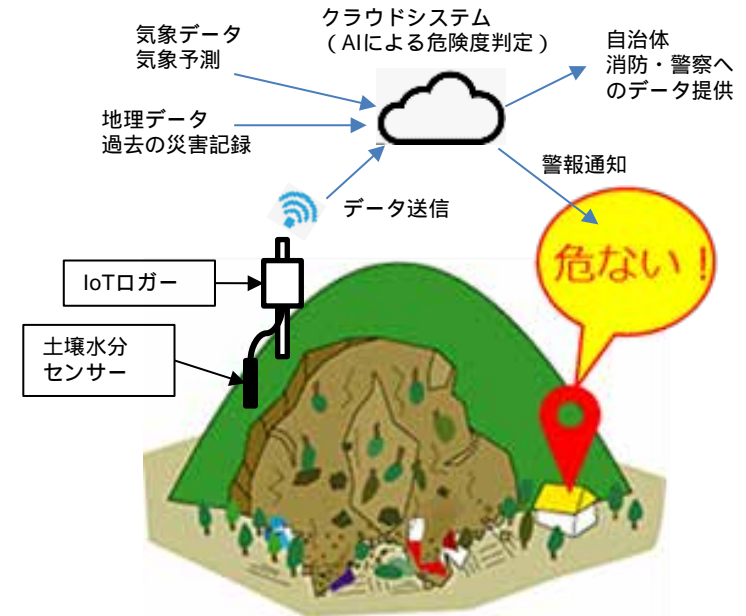 クラウドシステム
（AIによる危険度判定）
気象データ
気象予測
自治体
消防・警察へ
のデータ提供
地理データ
過去の災害記録
警報通知
データ送信
危ない！
IoTロガー
土壌水分
センサー